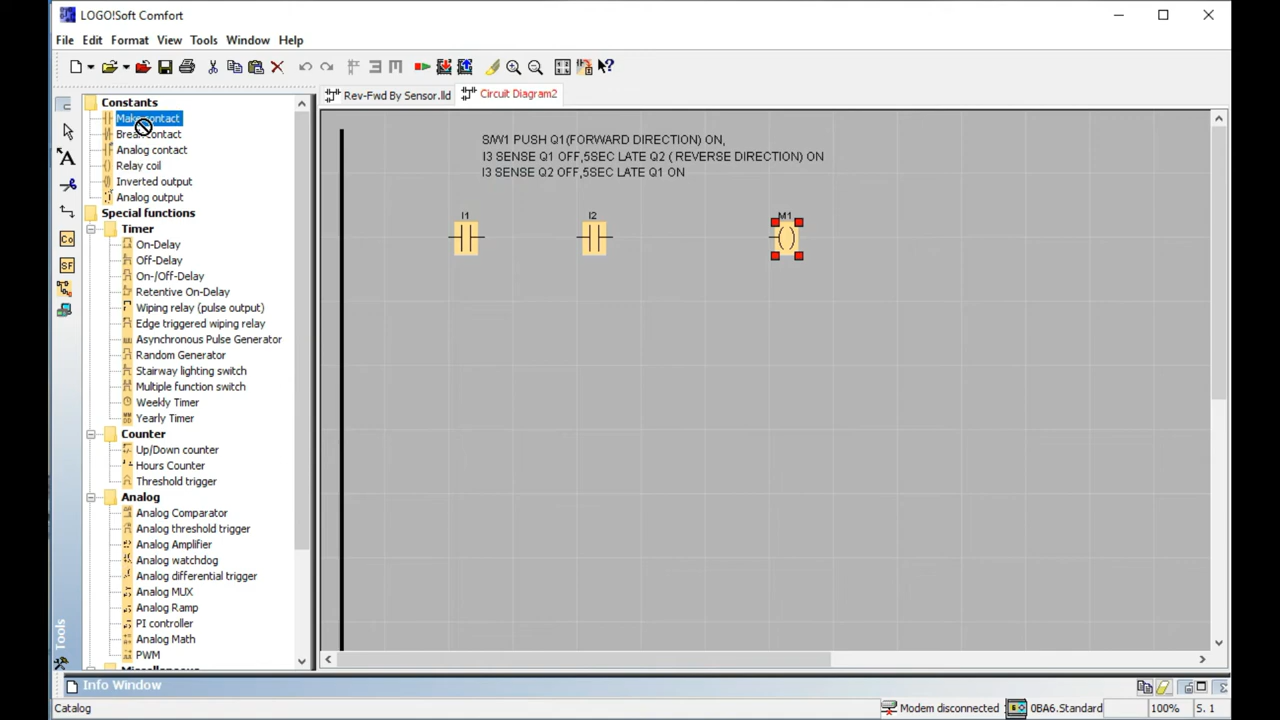 LOGO!Soft Comfort
File Edit Format View Tools Window Help
Rev-Fwd By Sensor.lld
Circuit Diagram2
Constants
Make contact
Break contact
Analog contact
Relay coil
Inverted output
Analog output
Special functions
Timer
On-Delay
Off-Delay
On-/Off-Delay
Retentive On-Delay
Wiping relay (pulse output)
Edge triggered wiping relay
Asynchronous Pulse Generator
Random Generator
Stairway lighting switch
Multiple function switch
Weekly Timer
Yearly Timer
Counter
Up/Down counter
Hours Counter
Threshold trigger
Analog
Analog Comparator
Analog threshold trigger
Analog Amplifier
Analog watchdog
Analog differential trigger
Analog MUX
Analog Ramp
PI controller
Analog Math
PWM
Miscellaneous
S/W1 PUSH Q1(FORWARD DIRECTION) ON,
I3 SENSE Q1 OFF,5SEC LATE Q2 ( REVERSE DIRECTION) ON
I3 SENSE Q2 OFF,5SEC LATE Q1 ON
I1 I2 M1
Co
SF
Tools
Info Window
Catalog
Modem disconnected
0BA6.Standard
100%
S. 1